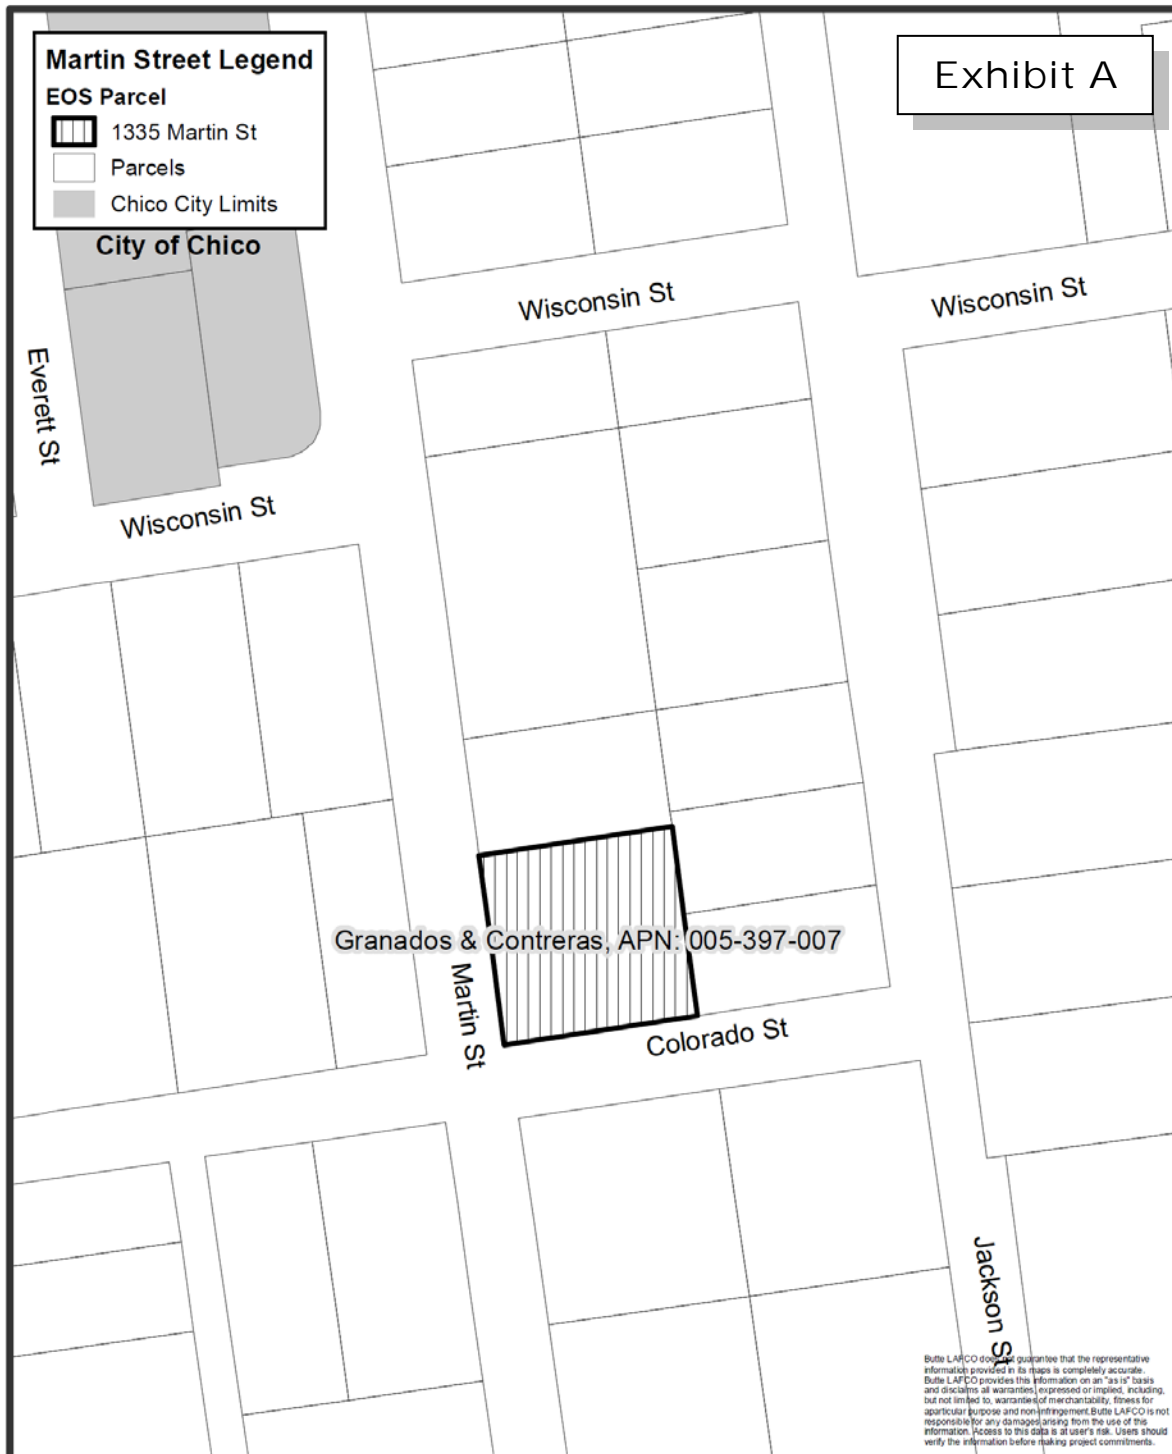 Martin Street Legend
EOS Parcel
1335 Martin St
Parcels
Chico City Limits
Exhibit A
City of Chico
Wisconsin St
Wisconsin St
Everett St
Wisconsin St
Granados & Contreras, APN: 005-397-007
Martin St
Colorado St
Jackson St
Butte LAFCO does not guarantee that the representative
information provided in its maps is completely accurate.
Butte LAFCO provides this information on an "as is" basis
and disclaims all warranties, expressed or implied, including,
but not limited to, warranties of merchantability, fitness for
aparticular purpose and non-infringement.Butte LAFCO is not
responsible for any damages arising from the use of this
information. Access to this data is at user's risk. Users should
verify the information before making project commitments.